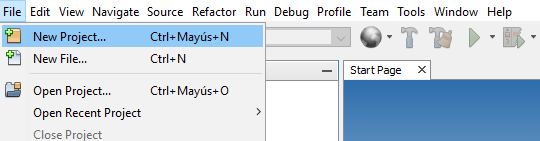 File Edit View Navigate Source Refactor Run Debug Profile Team Tools Window Help
New Project... Ctrl+Mayús+N
New File... Ctrl+N
Start Page
Open Project... Ctrl+Mayús+O
Open Recent Project
Close Project